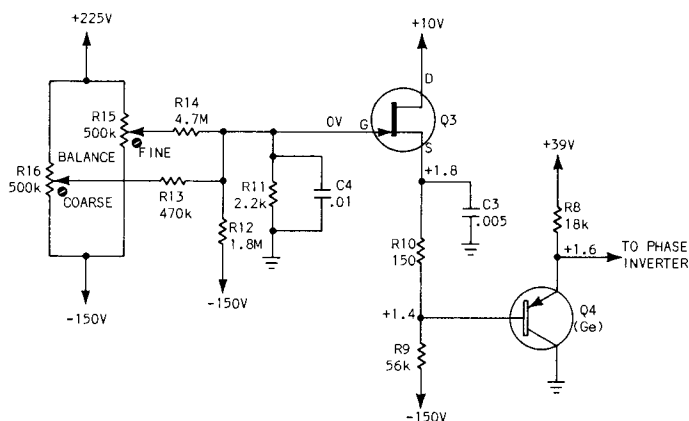 +225V
+10V
D
R15
500k
R14
4.7M
0V
G
Q3
S
R16
500k
BALANCE
FINE
COARSE
R13
470k
R11
2.2k
C4
.01
+1.8
C3
.005
+39V
R8
18k
R12
1.8M
R10
150
+1.6
TO PHASE
INVERTER
-150V
-150V
+1.4
Q4
(Ge)
R9
56k
-150V